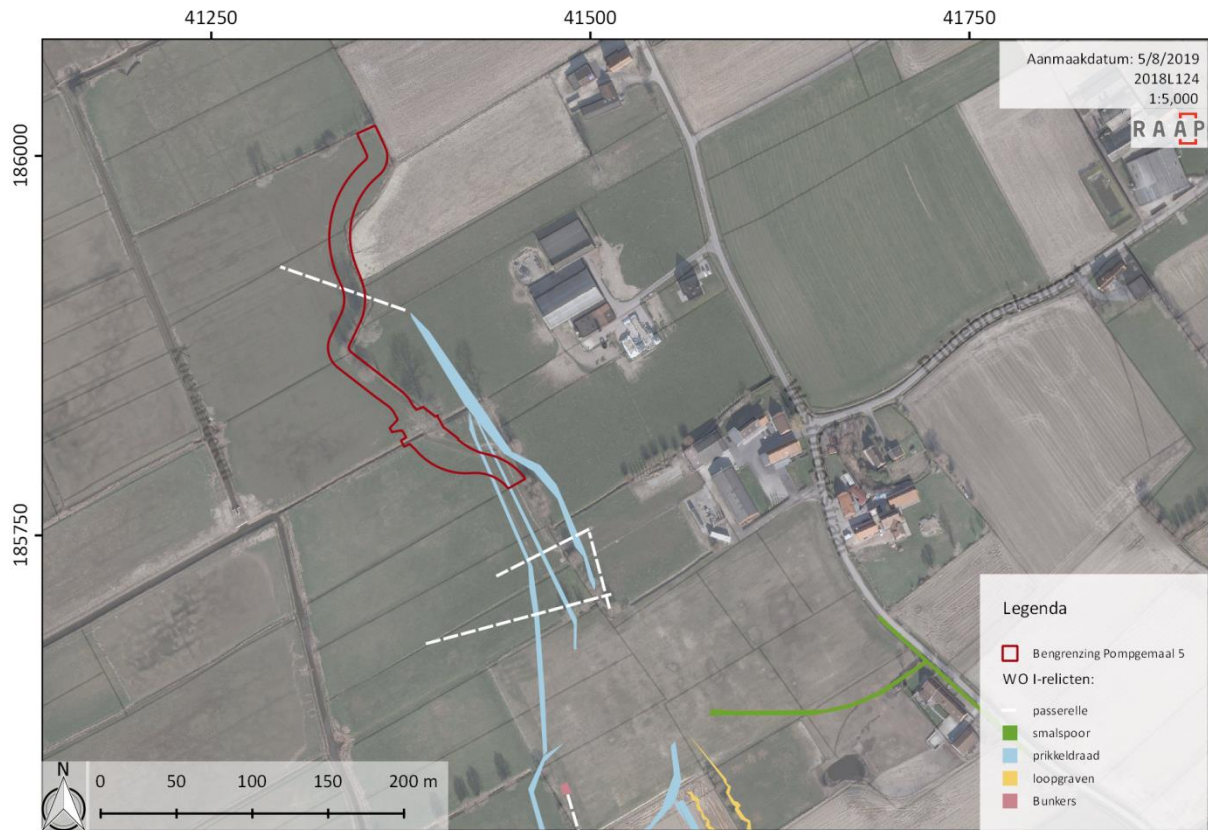 41250 41500 41750
Aanmaakdatum: 5/8/2019
2018L124
1:5,000
RAAP
186000
185750
Legenda
Bengrenzing Pompgemaal 5
WO I-relicten:
passerelle
smalspoor
prikkeldraad
loopgraven
Bunkers
N
0 50 100 150 200 m